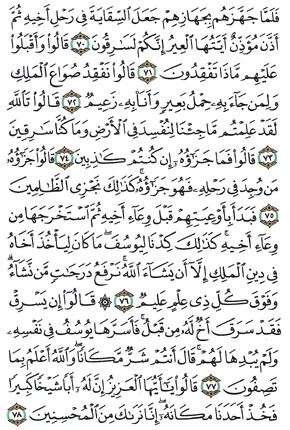 فَلَمَّا جَهَّزَهُم بِجَهَازِهِمْ جَعَلَ ٱلسِّقَايَةَ فِى رَحْلِ أَخِيهِ ثُمَّ
أَذَّنَ مُؤَذِّنٌ أَيَّتُهَا ٱلْعِيرُ إِنَّكُمْ لَسَٰرِقُونَ ٧٠ قَالُوا۟ وَأَقْبَلُوا۟
عَلَيْهِم مَّاذَا تَفْقِدُونَ ٧١ قَالُوا۟ نَفْقِدُ صُوَاعَ ٱلْمَلِكِ
وَلِمَن جَآءَ بِهِۦ حِمْلُ بَعِيرٍ وَأَنَا۠ بِهِۦ زَعِيمٌ ٧٢ قَالُوا۟ تَٱللَّهِ
لَقَدْ عَلِمْتُم مَّا جِئْنَا لِنُفْسِدَ فِى ٱلْأَرْضِ وَمَا كُنَّا سَٰرِقِينَ
٧٣ قَالُوا۟ فَمَا جَزَٰٓؤُهُۥٓ إِن كُنتُمْ كَٰذِبِينَ ٧٤ قَالُوا۟ جَزَٰٓؤُهُۥ
مَن وُجِدَ فِى رَحْلِهِۦ فَهُوَ جَزَٰٓؤُهُۥ كَذَٰلِكَ نَجْزِى ٱلظَّٰلِمِينَ
٧٥ فَبَدَأَ بِأَوْعِيَتِهِمْ قَبْلَ وِعَآءِ أَخِيهِ ثُمَّ ٱسْتَخْرَجَهَا مِن
وِعَآءِ أَخِيهِ كَذَٰلِكَ كِدْنَا لِيُوسُفَ مَا كَانَ لِيَأْخُذَ أَخَاهُ
فِى دِينِ ٱلْمَلِكِ إِلَّآ أَن يَشَآءَ ٱللَّهُ نَرْفَعُ دَرَجَٰتٍ مَّن نَّشَآءُ
وَفَوْقَ كُلِّ ذِى عِلْمٍ عَلِيمٌ ٧٦ ۞ قَالُوٓا۟ إِن يَسْرِقْ
فَقَدْ سَرَقَ أَخٌ لَّهُۥ مِن قَبْلُ فَأَسَرَّهَا يُوسُفُ فِى نَفْسِهِۦ
وَلَمْ يُبْدِهَا لَهُمْ قَالَ أَنتُمْ شَرٌّ مَّكَانًا وَٱللَّهُ أَعْلَمُ بِمَا
تَصِفُونَ ٧٧ قَالُوا۟ يَٰٓأَيُّهَا ٱلْعَزِيزُ إِنَّ لَهُۥٓ أَبًا شَيْخًا كَبِيرًا
فَخُذْ أَحَدَنَا مَكَانَهُۥٓ إِنَّا نَرَىٰكَ مِنَ ٱلْمُحْسِنِينَ ٧٨